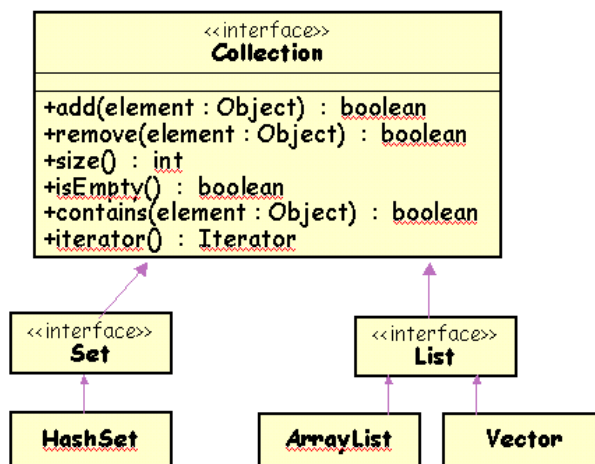 <<interface>>
Collection
+add(element : Object) : boolean
+remove(element : Object) : boolean
+size() : int
+isEmpty() : boolean
+contains(element : Object) : boolean
+iterator() : Iterator
<<interface>>
Set
<<interface>>
List
HashSet
ArrayList
Vector